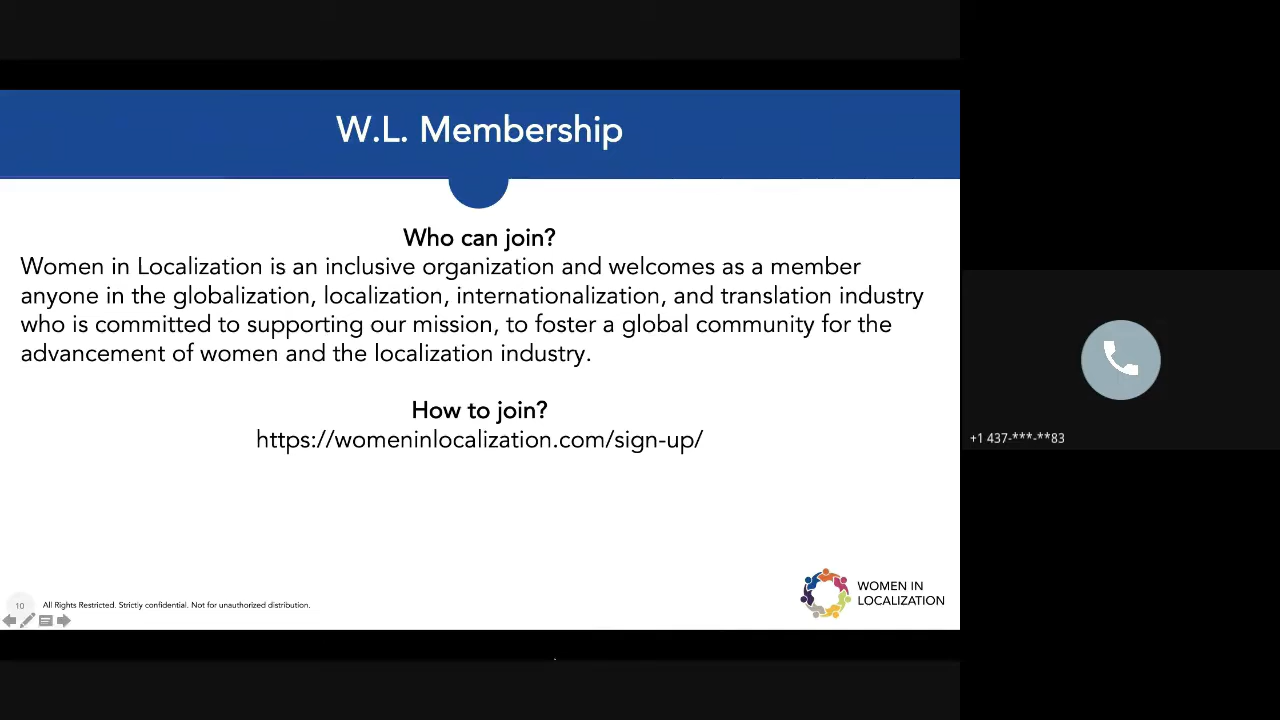 W.L. Membership
Who can join?
Women in Localization is an inclusive organization and welcomes as a member
anyone in the globalization, localization, internationalization, and translation industry
who is committed to supporting our mission, to foster a global community for the
advancement of women and the localization industry.
How to join?
https://womeninlocalization.com/sign-up/
+1 437-***-**83
10
All Rights Restricted. Strictly confidential. Not for unauthorized distribution.
WOMEN IN
LOCALIZATION